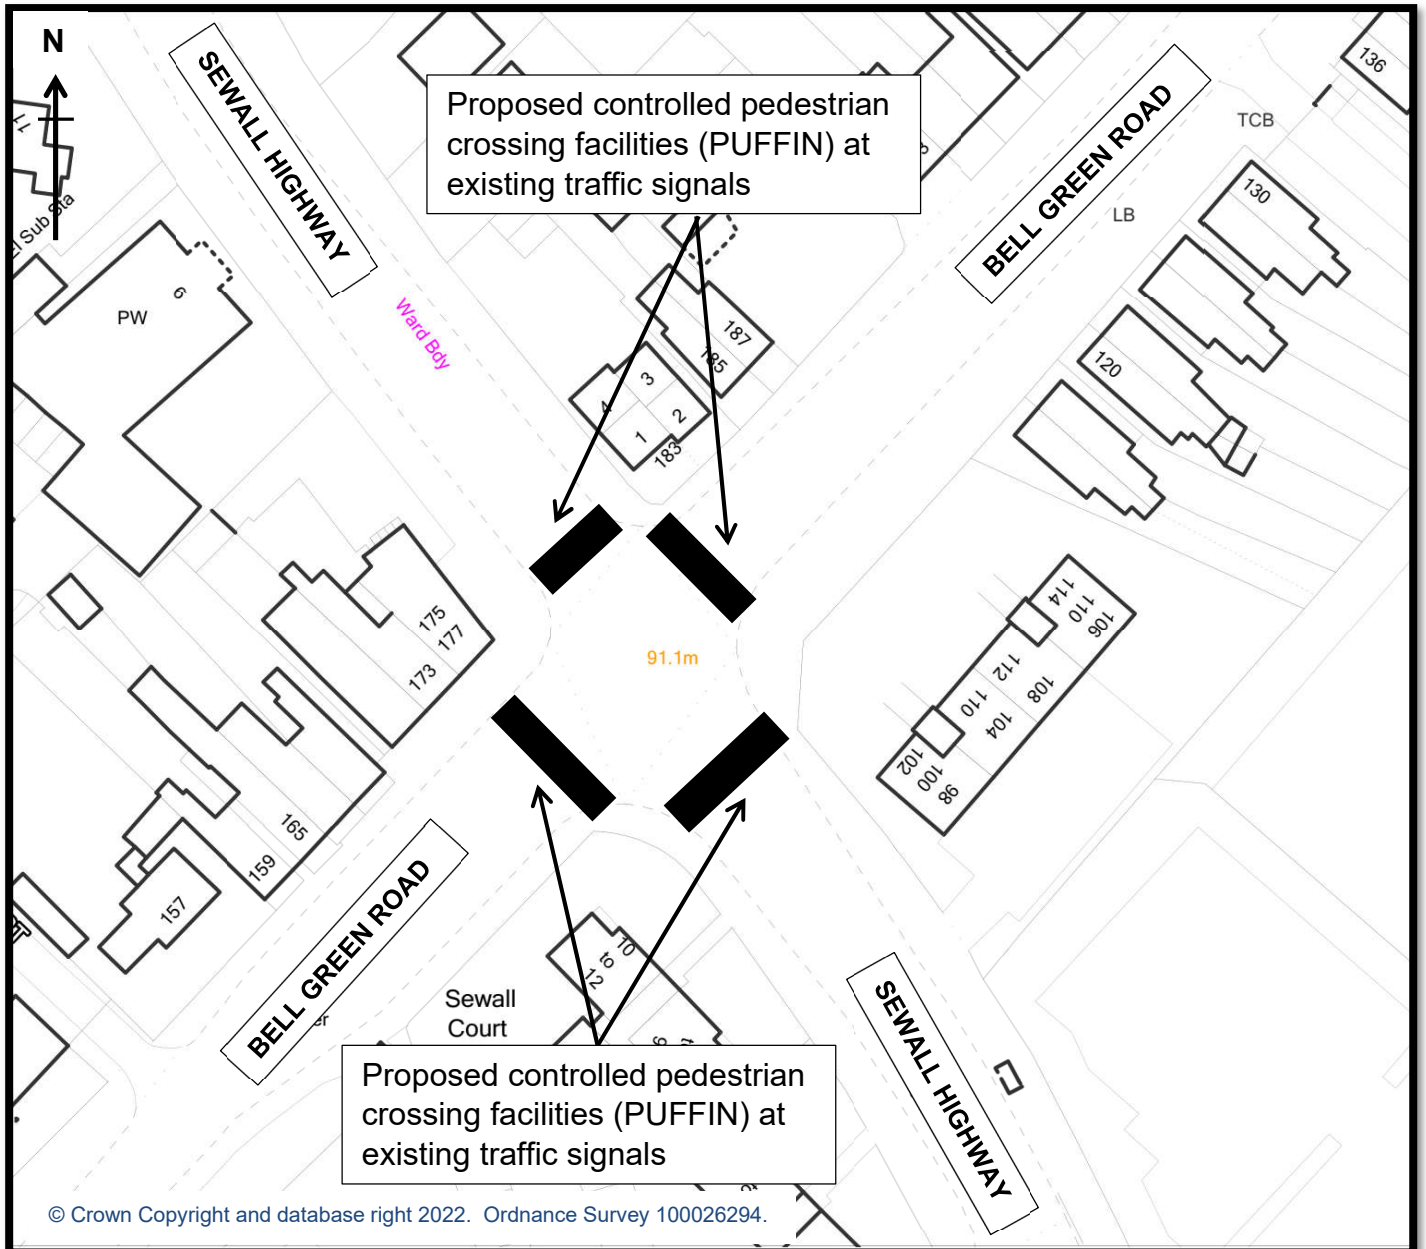 N
SEWALL HIGHWAY
Proposed controlled pedestrian
crossing facilities (PUFFIN) at
existing traffic signals
BELL GREEN ROAD
136
TCB
130
LB
11
El Sub Sta
6
PW
Ward Bdy
187
185
120
3
4
2
1
183
175
177
173
91.1m
114
110
106
112
108
110
104
102
100
98
165
159
157
BELL GREEN ROAD
10
to
12
Sewall
Court
SEWALL HIGHWAY
Proposed controlled pedestrian
crossing facilities (PUFFIN) at
existing traffic signals
© Crown Copyright and database right 2022. Ordnance Survey 100026294.